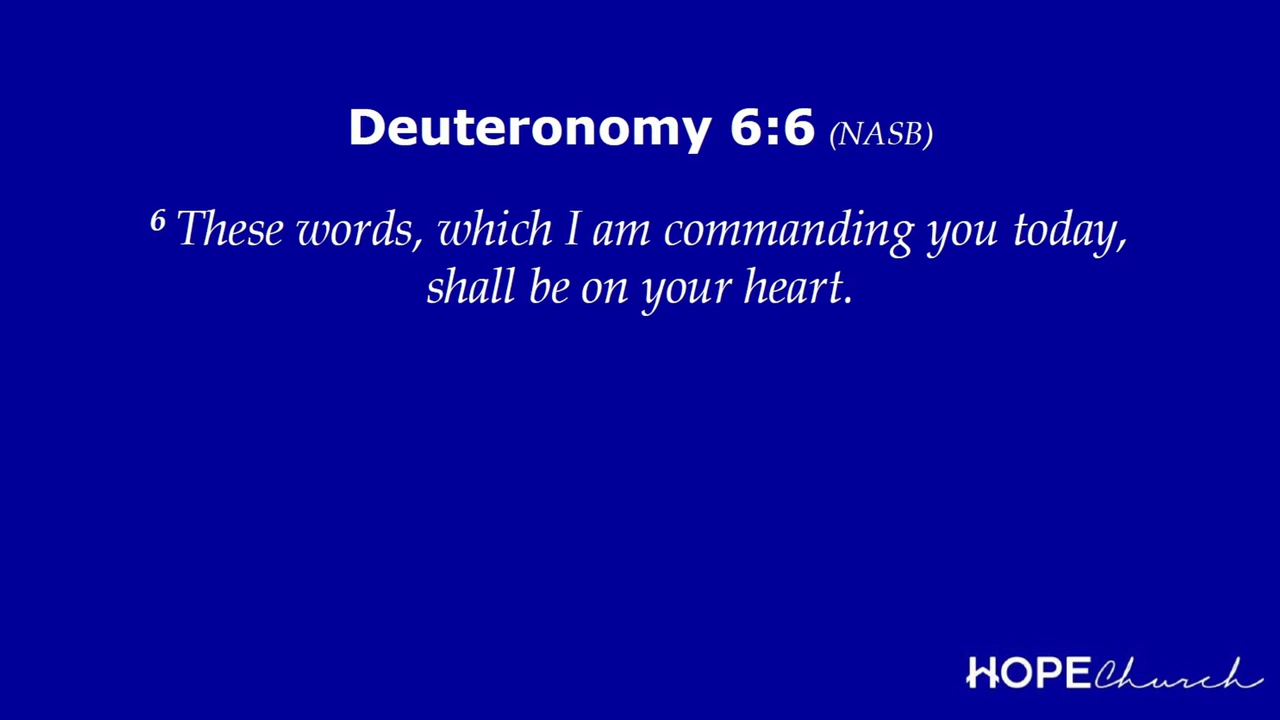 Deuteronomy 6:6 (NASB)
6 These words, which I am commanding you today,
shall be on your heart.
HOPE Church